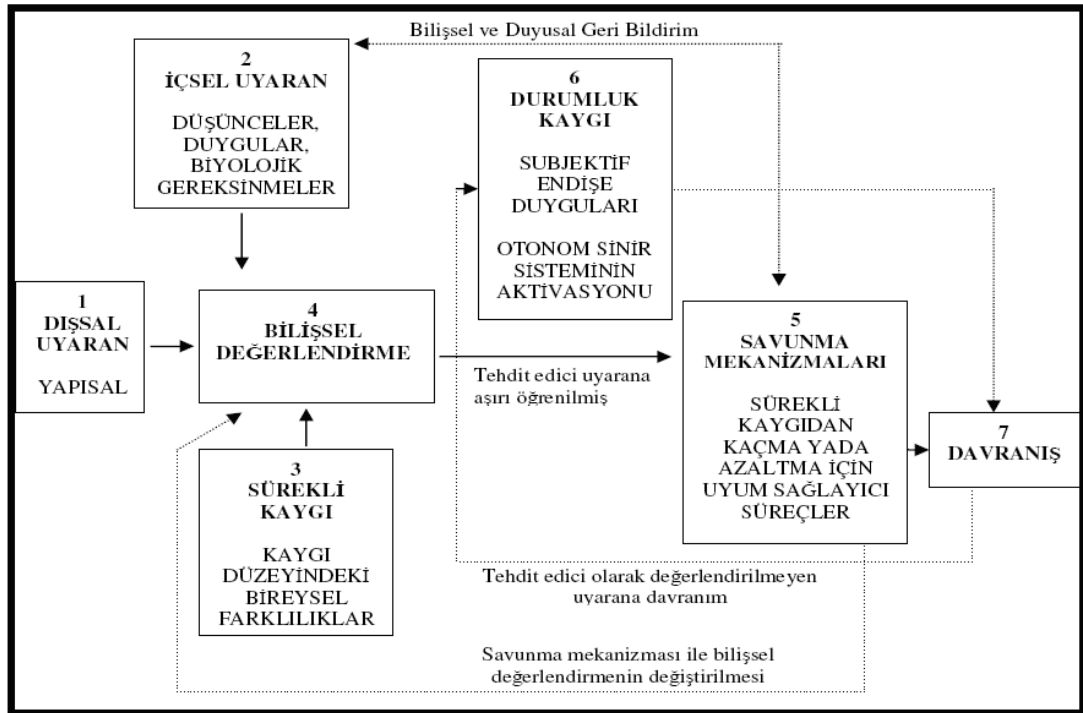 Bilişsel ve Duyusal Geri Bildirim
2
İÇSEL UYARAN
DÜŞÜNCELER,
DUYGULAR,
BİYOLOJİK
GEREKSİNMELER
6
DURUMLUK
KAYGI
SUBJEKTİF
ENDİŞE
DUYGULARI
OTONOM SİNİR
SİSTEMİNİN
AKTİVASYONU
1
DIŞSAL
UYARAN
YAPISAL
4
BİLİŞSEL
DEĞERLENDİRME
Tehdit edici uyarana
aşırı öğrenilmiş
5
SAVUNMA
MEKANİZMALARI
SÜREKLİ
KAYGIDAN
KAÇMA YADA
AZALTMA İÇİN
UYUM SAĞLAYICI
SÜREÇLER
7
DAVRANIŞ
3
SÜREKLİ
KAYGI
KAYGI
DÜZEYİNDEKİ
BİREYSEL
FARKLILIKLAR
Tehdit edici olarak değerlendirilmeyen
uyarana davranım
Savunma mekanizması ile bilişsel
değerlendirmenin değiştirilmesi